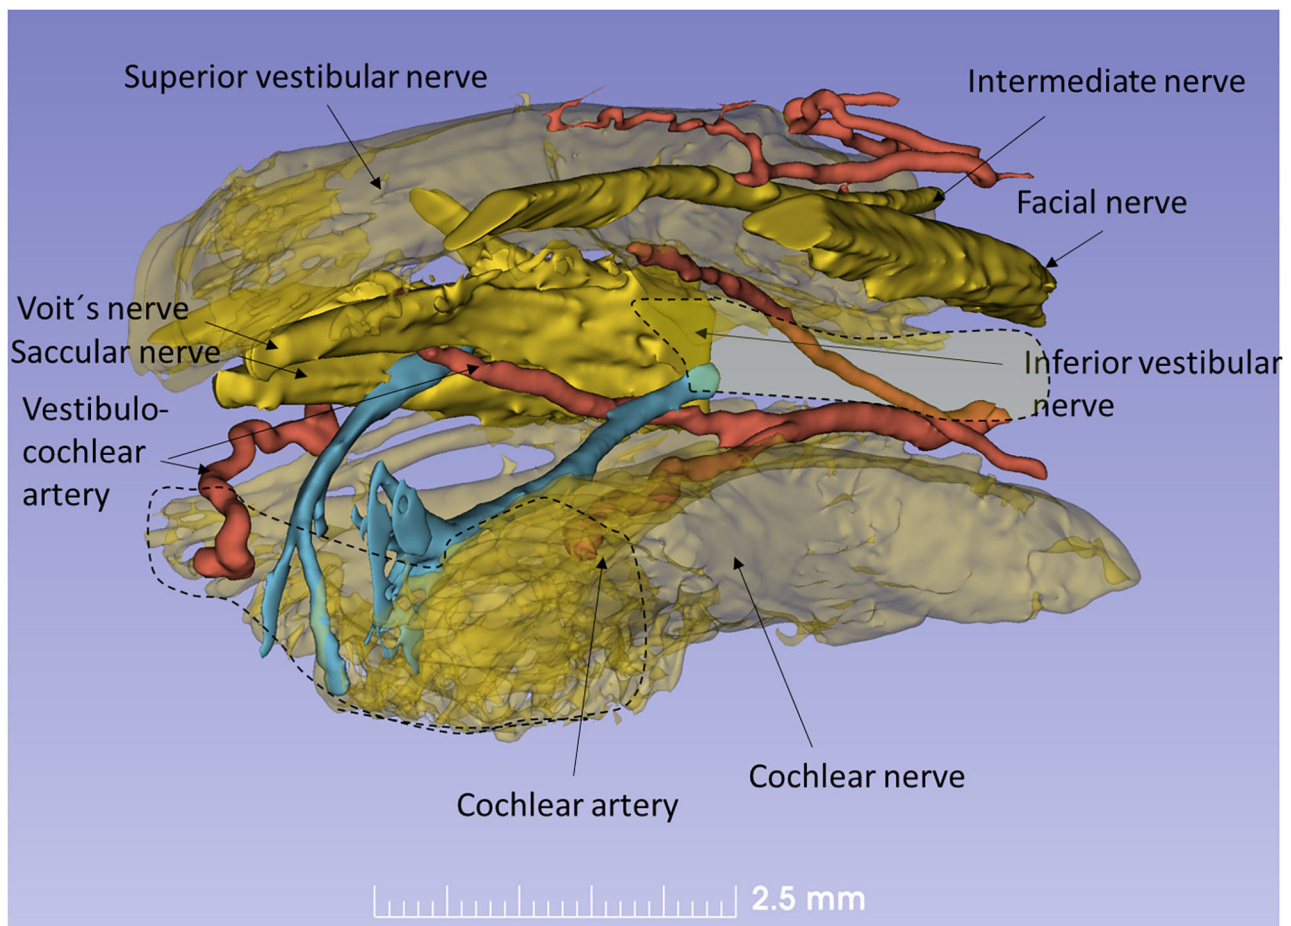 Superior vestibular nerve
Intermediate nerve
Facial nerve
Voit´s nerve
Saccular nerve
Inferior vestibular
nerve
Vestibulo-
cochlear
artery
Cochlear nerve
Cochlear artery
2.5 mm